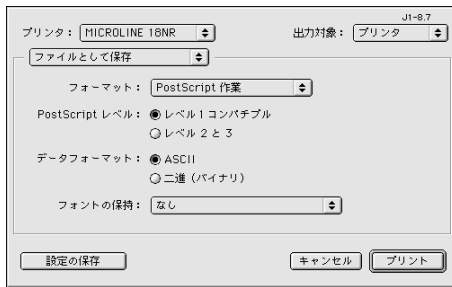 J1-8.7
プリンタ： MICROLINE 18NR 出力対象： プリンタ
ファイルとして保存
フォーマット： PostScript 作業
PostScript レベル： レベル 1 コンパチブル
レベル 2 と 3
データフォーマット： ASCII
二進（バイナリ）
フォントの保持： なし
設定の保存 キャンセル プリント